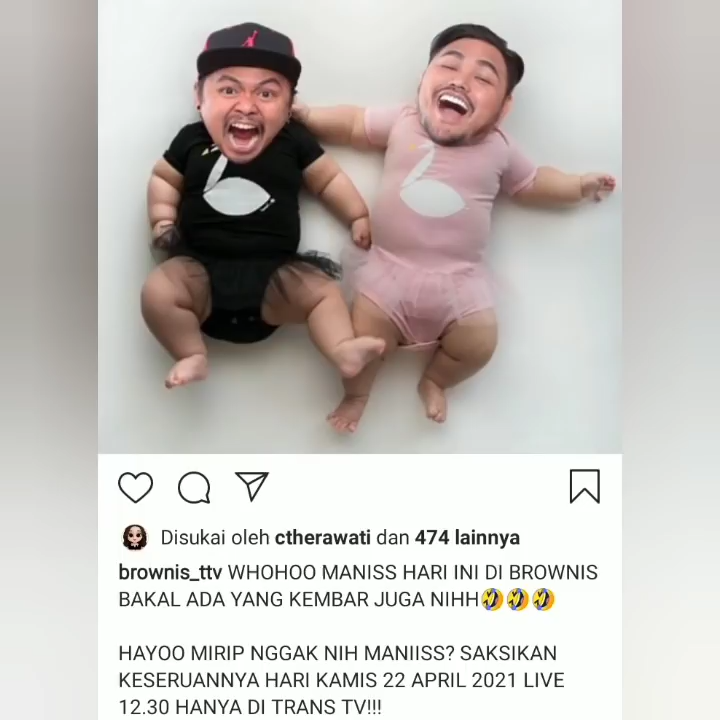 Disukai oleh ctherawati dan 474 lainnya
brownis_ttv WHOHOO MANISS HARI INI DI BROWNIS
BAKAL ADA YANG KEMBAR JUGA NIHH🤣🤣🤣
HAYOO MIRIP NGGAK NIH MANIISS? SAKSIKAN
KESERUANNYA HARI KAMIS 22 APRIL 2021 LIVE
12.30 HANYA DI TRANS TV!!!